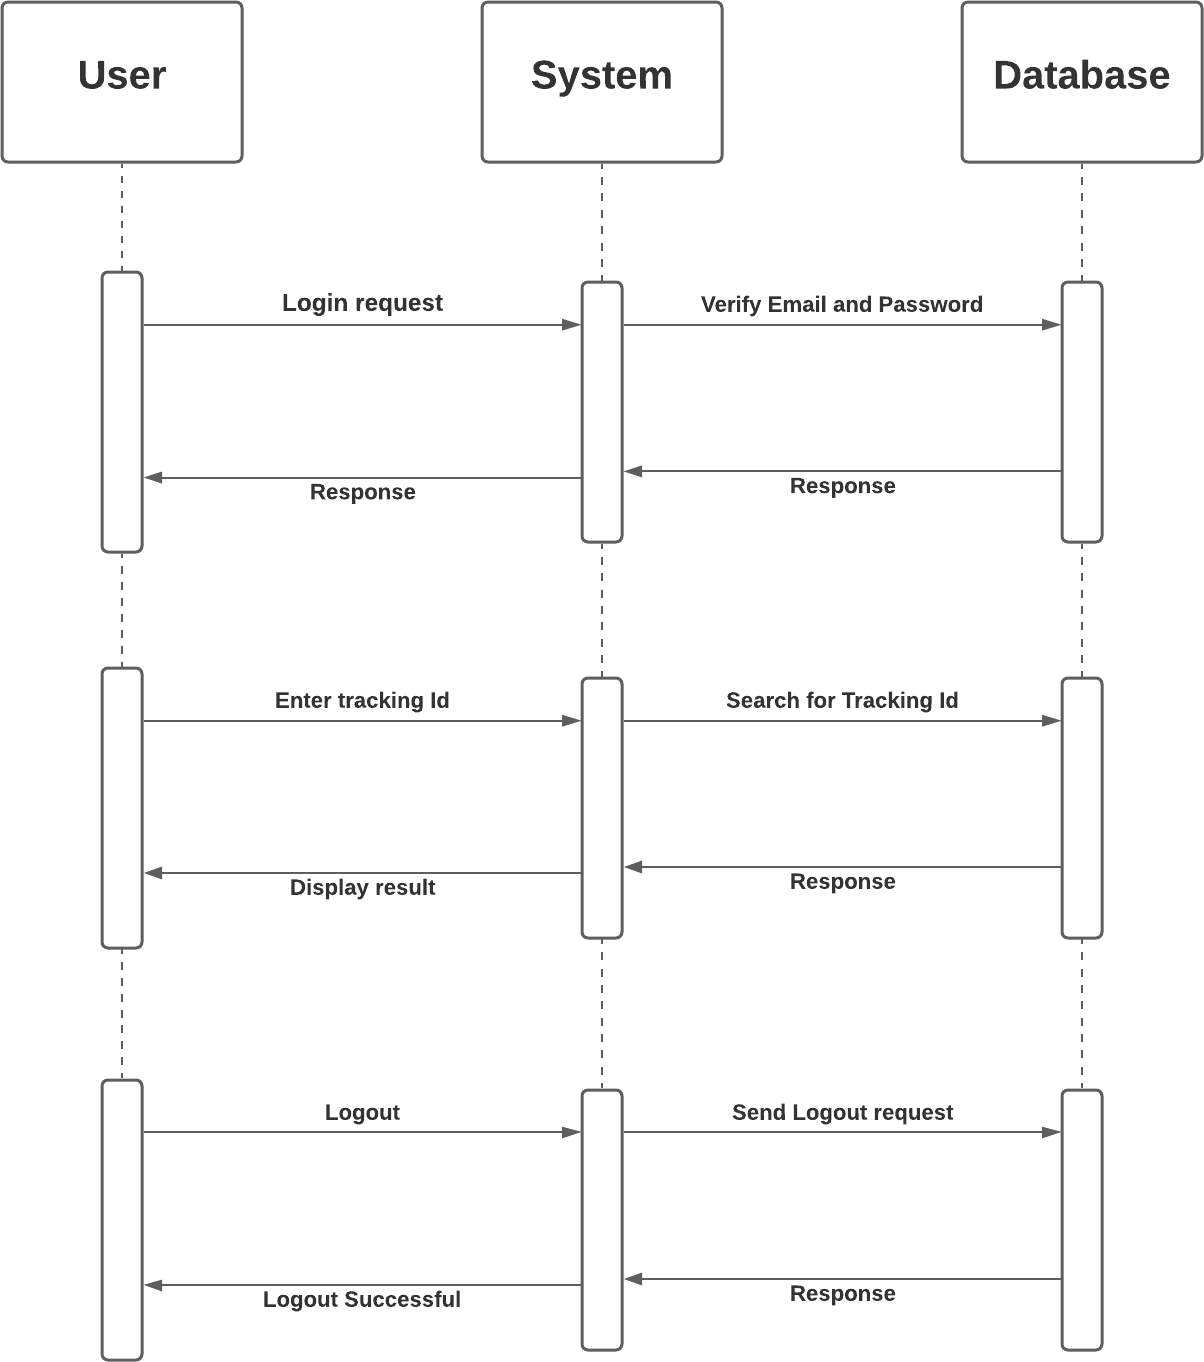 User
System
Database
Login request
Verify Email and Password
Response
Response
Enter tracking Id
Search for Tracking Id
Display result
Response
Logout
Send Logout request
Logout Successful
Response